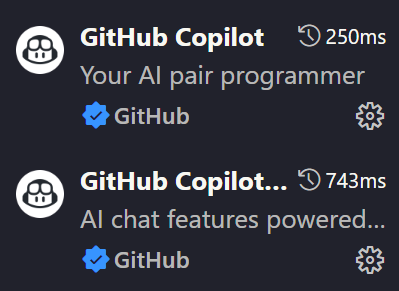 GitHub Copilot 250ms
Your AI pair programmer
GitHub
GitHub Copilot... 743ms
AI chat features powered...
GitHub